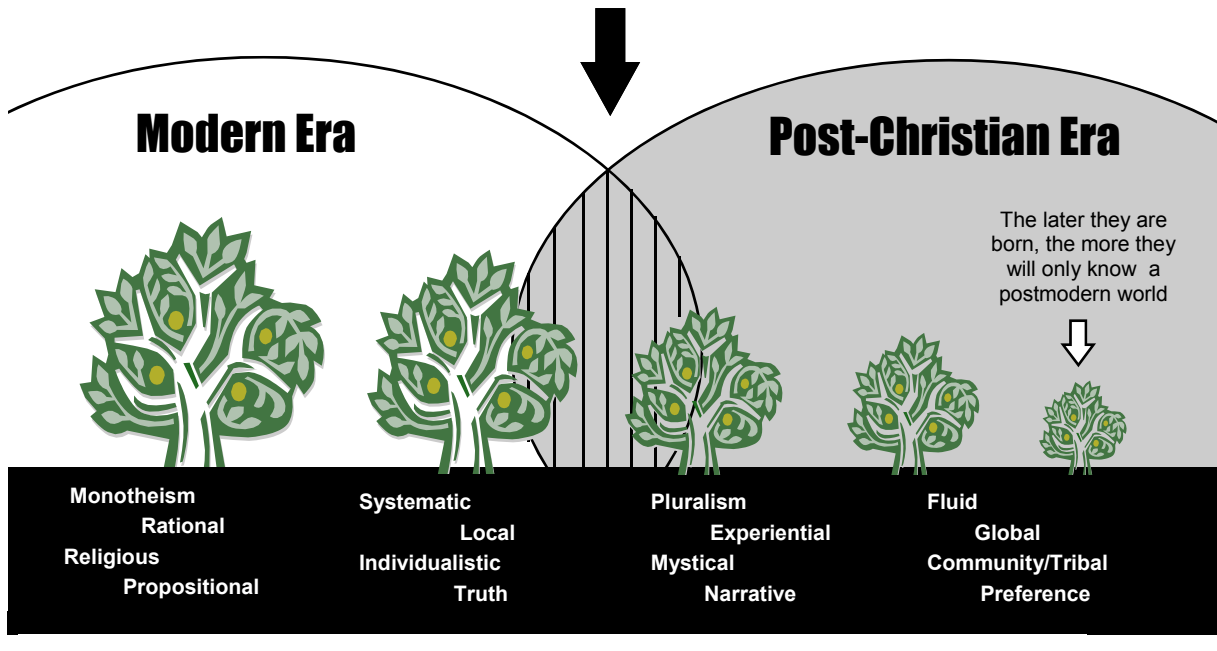 Modern Era
Post-Christian Era
The later they are
born, the more they
will only know a
postmodern world
Monotheism
Rational
Religious
Propositional
Systematic
Local
Individualistic
Truth
Pluralism
Experiential
Mystical
Narrative
Fluid
Global
Community/Tribal
Preference